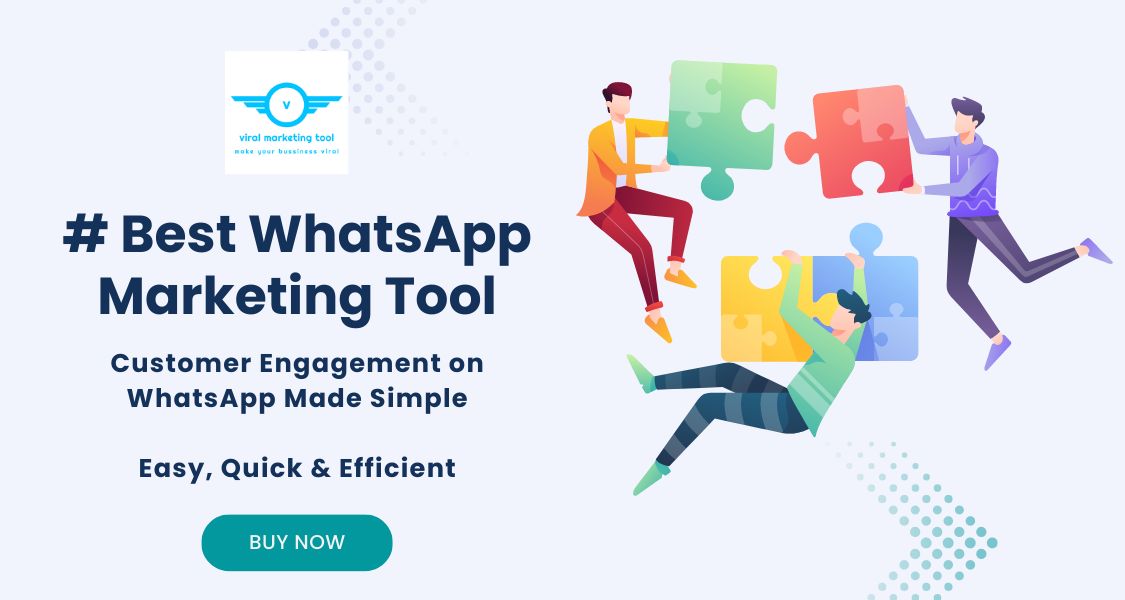 v
viral marketing tool
make your bussiness viral
# Best WhatsApp
Marketing Tool
Customer Engagement on
WhatsApp Made Simple
Easy, Quick & Efficient
BUY NOW